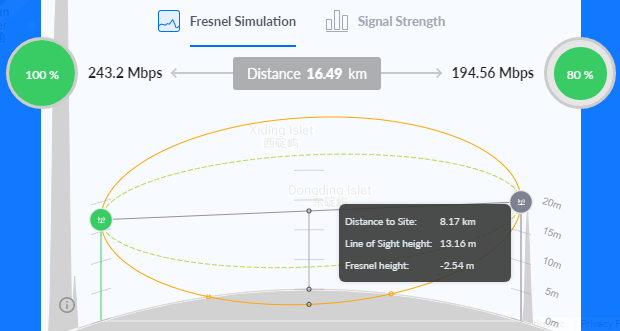 Fresnel Simulation
Signal Strength
100 %
243.2 Mbps
Distance 16.49 km
194.56 Mbps
80 %
Xiding Islet
西碇屿
Dongding Islet
Distance to Site: 8.17 km
Line of Sight height: 13.16 m
Fresnel height: -2.54 m
20m
15m
10m
5m
0m